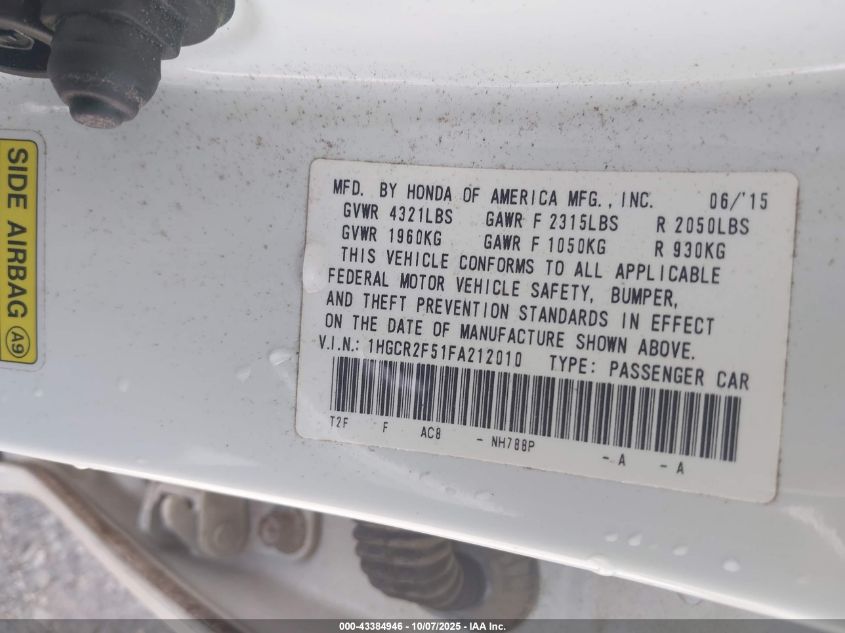 SIDE AIRBAG A9
MFD. BY HONDA OF AMERICA MFG., INC. 06/'15
GVWR 4321LBS GAWR F 2315LBS R 2050LBS
GVWR 1960KG GAWR F 1050KG R 930KG
THIS VEHICLE CONFORMS TO ALL APPLICABLE
FEDERAL MOTOR VEHICLE SAFETY, BUMPER,
AND THEFT PREVENTION STANDARDS IN EFFECT
ON THE DATE OF MANUFACTURE SHOWN ABOVE.
V.I.N.: 1HGCR2F51FA212010 TYPE: PASSENGER CAR
T2F F AC8 - NH788P - A - A
000-43384946 - 10/07/2025 - Copyright © IAA, Inc.